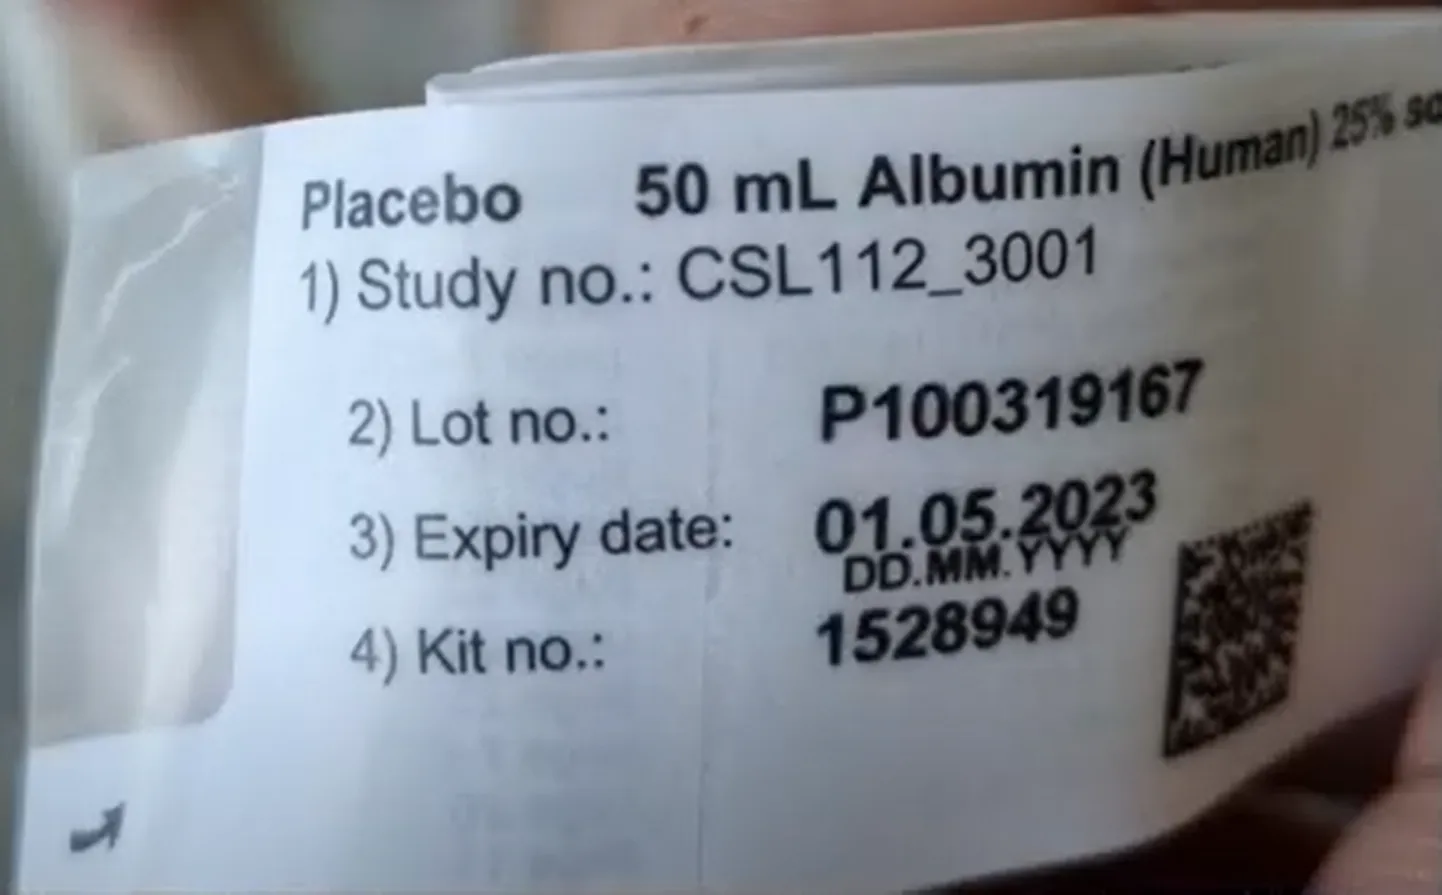 Placebo 50 mL Albumin (Human) 25%
1) Study no.: CSL112_3001
2) Lot no.: P100319167
3) Expiry date: 01.05.2023
DD.MM.YYYY
4) Kit no.: 1528949